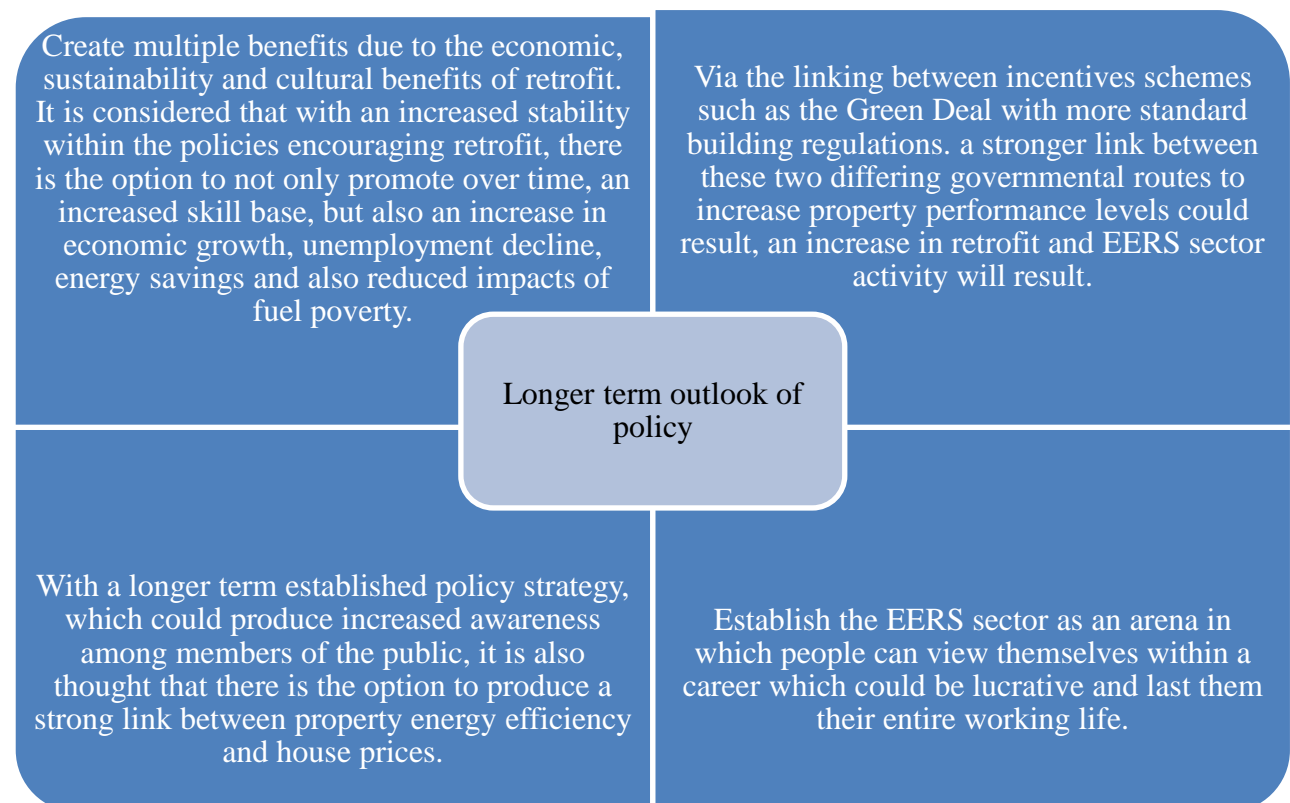 Create multiple benefits due to the economic,
sustainability and cultural benefits of retrofit.
It is considered that with an increased stability
within the policies encouraging retrofit, there
is the option to not only promote over time, an
increased skill base, but also an increase in
economic growth, unemployment decline,
energy savings and also reduced impacts of
fuel poverty.
Via the linking between incentives schemes
such as the Green Deal with more standard
building regulations. a stronger link between
these two differing governmental routes to
increase property performance levels could
result, an increase in retrofit and EERS sector
activity will result.
Longer term outlook of
policy
With a longer term established policy strategy,
which could produce increased awareness
among members of the public, it is also
thought that there is the option to produce a
strong link between property energy efficiency
and house prices.
Establish the EERS sector as an arena in
which people can view themselves within a
career which could be lucrative and last them
their entire working life.